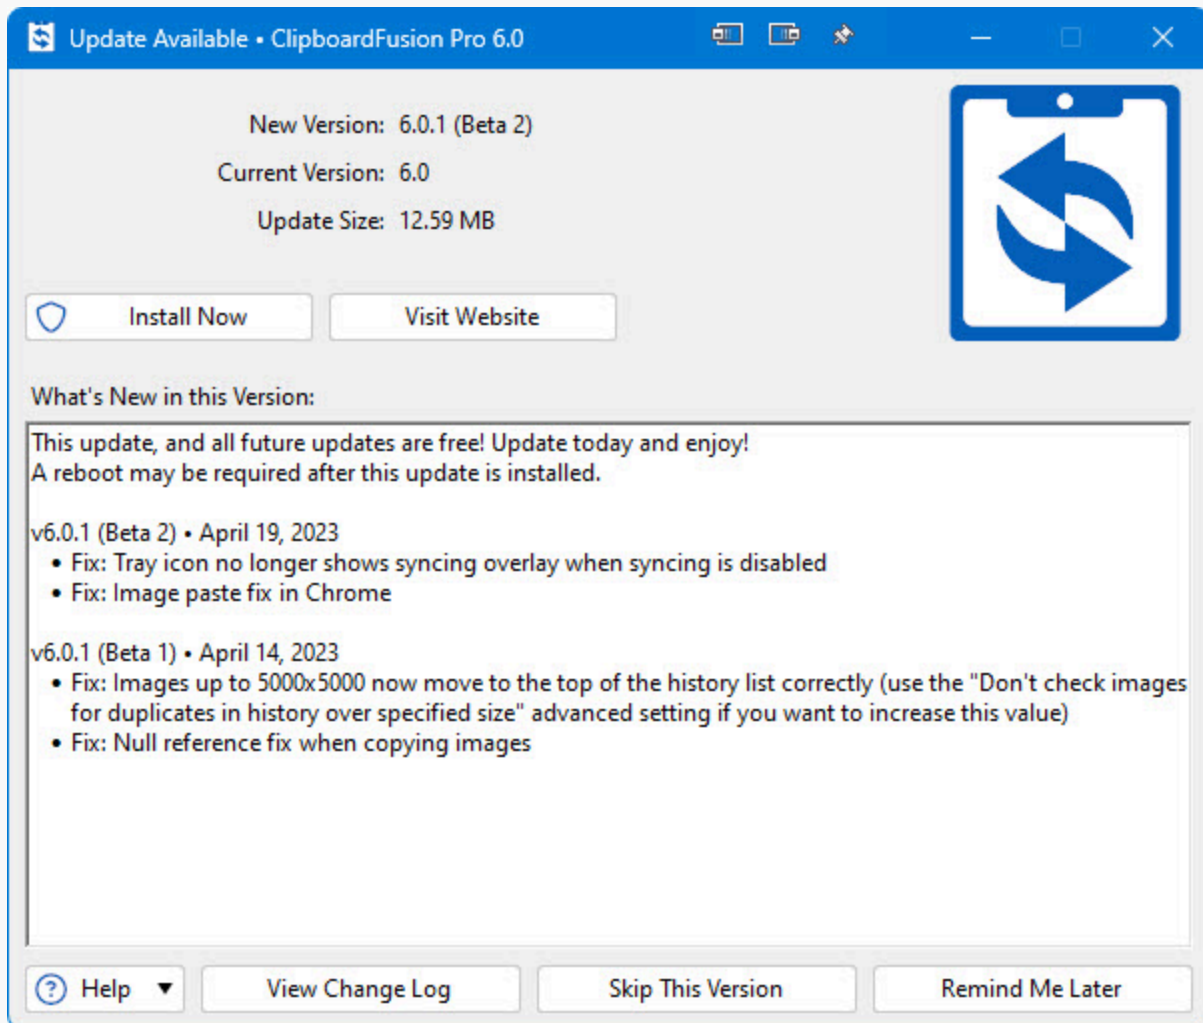 Update Available • ClipboardFusion Pro 6.0
New Version: 6.0.1 (Beta 2)
Current Version: 6.0
Update Size: 12.59 MB
Install Now
Visit Website
What's New in this Version:
This update, and all future updates are free! Update today and enjoy!
A reboot may be required after this update is installed.
v6.0.1 (Beta 2) • April 19, 2023
• Fix: Tray icon no longer shows syncing overlay when syncing is disabled
• Fix: Image paste fix in Chrome
v6.0.1 (Beta 1) • April 14, 2023
• Fix: Images up to 5000x5000 now move to the top of the history list correctly (use the "Don't check images
for duplicates in history over specified size" advanced setting if you want to increase this value)
• Fix: Null reference fix when copying images
Help
View Change Log
Skip This Version
Remind Me Later